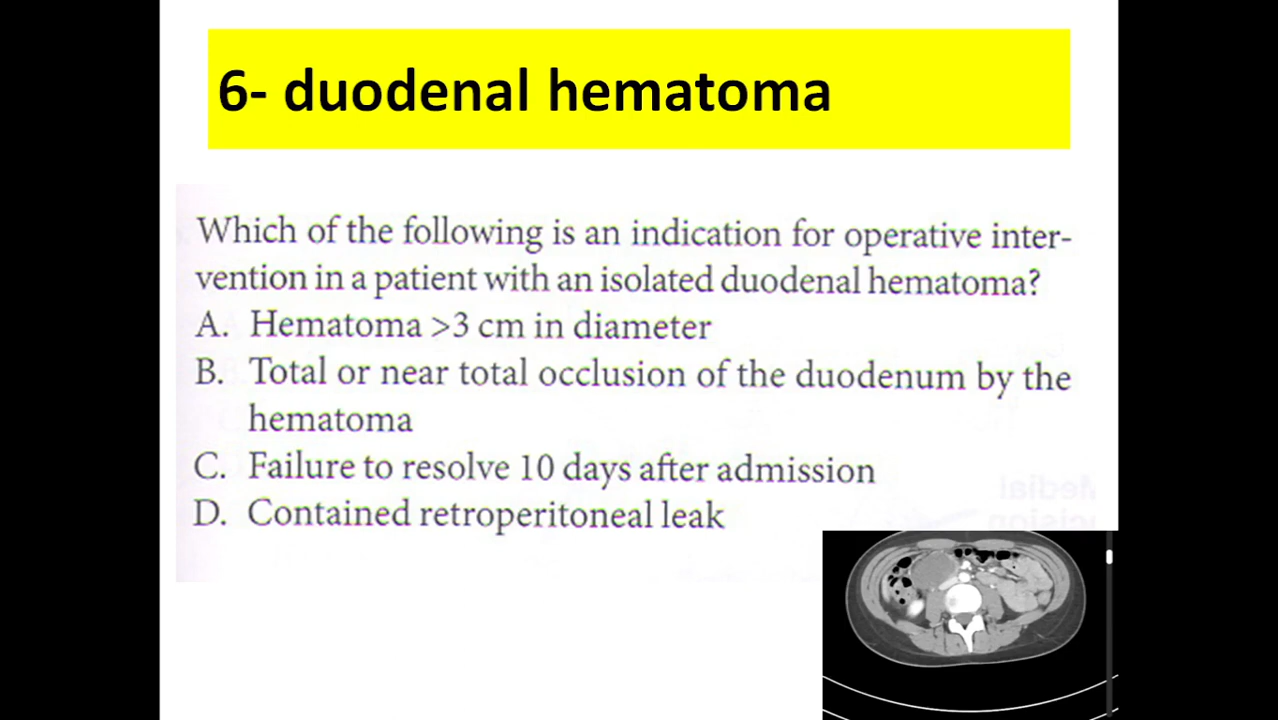 6- duodenal hematoma
Which of the following is an indication for operative inter-
vention in a patient with an isolated duodenal hematoma?
A. Hematoma >3 cm in diameter
B. Total or near total occlusion of the duodenum by the
hematoma
C. Failure to resolve 10 days after admission
D. Contained retroperitoneal leak